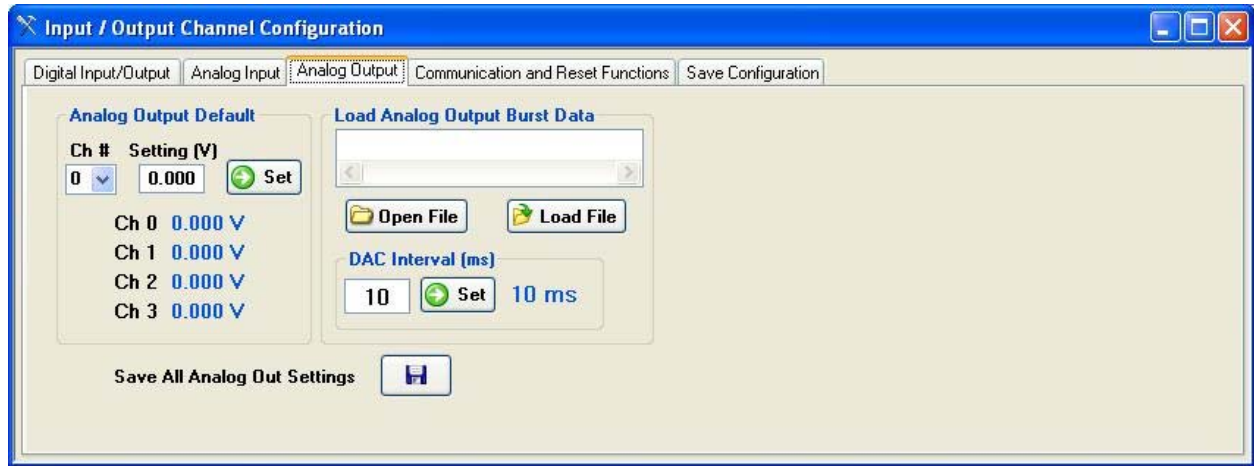 Input / Output Channel Configuration
Digital Input/Output Analog Input Analog Output Communication and Reset Functions Save Configuration
Analog Output Default
Ch # Setting (V)
0 0.000 Set
Ch 0 0.000 V
Ch 1 0.000 V
Ch 2 0.000 V
Ch 3 0.000 V
Load Analog Output Burst Data
Open File Load File
DAC Interval (ms)
10 Set 10 ms
Save All Analog Out Settings